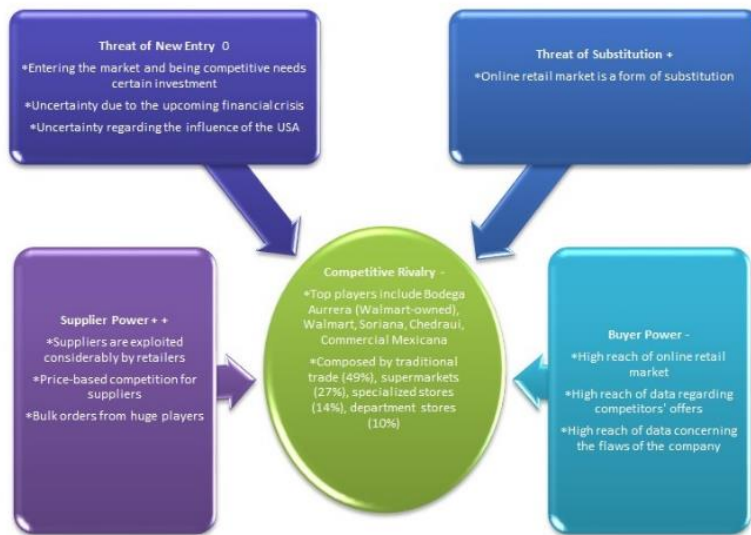 Threat of New Entry 0
*Entering the market and being competitive needs
certain investment
*Uncertainty due to the upcoming financial crisis
*Uncertainty regarding the influence of the USA
Threat of Substitution +
*Online retail market is a form of substitution
Supplier Power + +
*Suppliers are exploited
considerably by retailers
*Price-based competition for
suppliers
*Bulk orders from huge players
Competitive Rivalry -
*Top players include Bodega
Aurrera (Walmart-owned),
Walmart, Soriana, Chedraui,
Commercial Mexicana
*Composed by traditional
trade (49%), supermarkets
(27%), specialized stores
(14%), department stores
(10%)
Buyer Power -
*High reach of online retail
market
*High reach of data regarding
competitors' offers
*High reach of data concerning
the flaws of the company